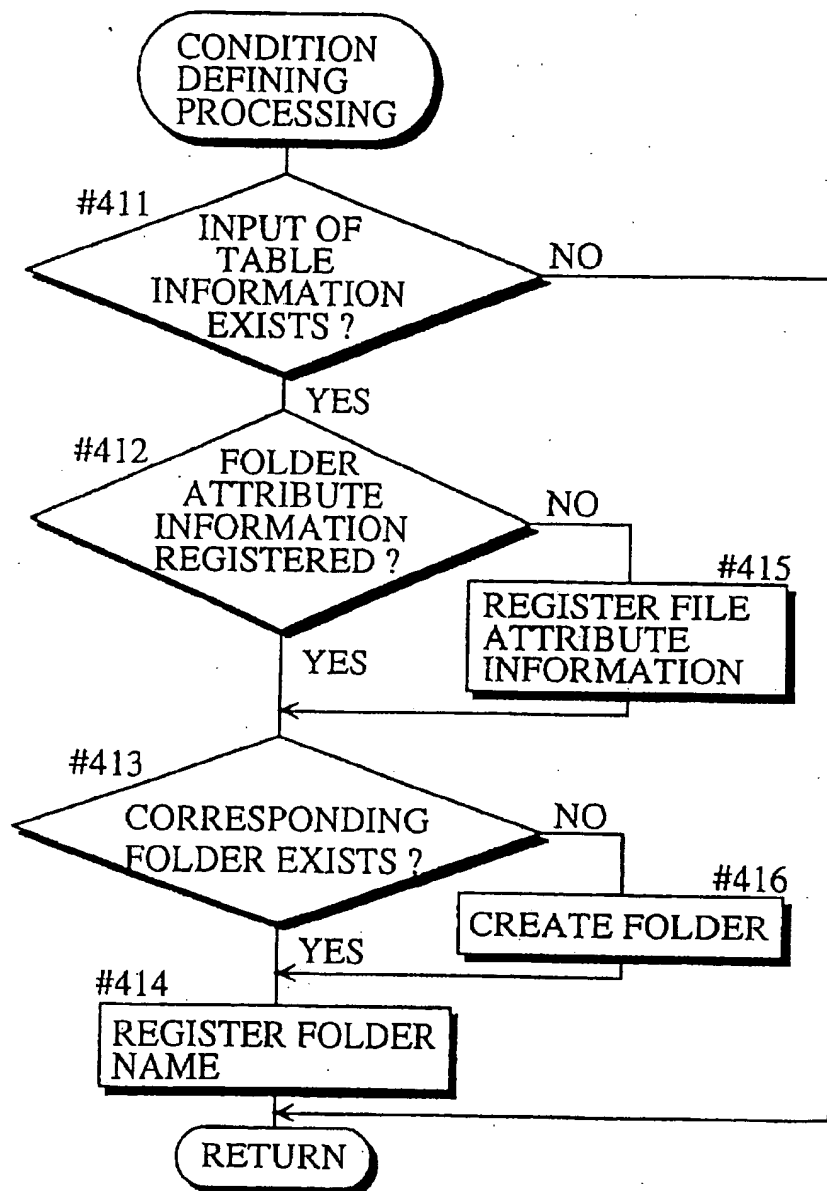 CONDITION
DEFINING
PROCESSING
#411
INPUT OF
TABLE
INFORMATION
EXISTS ?
NO
YES
#412
FOLDER
ATTRIBUTE
INFORMATION
REGISTERED ?
NO
#415
REGISTER FILE
ATTRIBUTE
INFORMATION
YES
#413
CORRESPONDING
FOLDER EXISTS ?
NO
#416
CREATE FOLDER
YES
#414
REGISTER FOLDER
NAME
RETURN